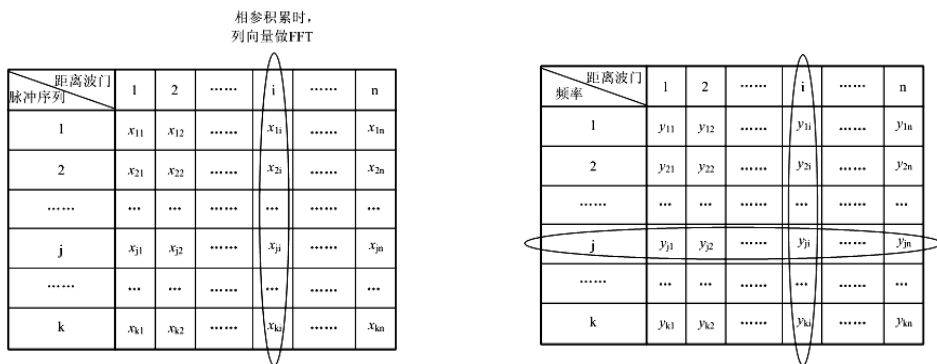 相参积累时，
列向量做FFT
距离波门
脉冲序列 1 2 …… i …… n
1 x11 x12 …… x1i …… x1n
2 x21 x22 …… x2i …… x2n
…… … … …… … …… …
j xj1 xj2 …… xji …… xjn
…… … … …… … …… …
k xk1 xk2 …… xki …… xkn
距离波门
频率 1 2 …… i …… n
1 y11 y12 …… y1i …… y1n
2 y21 y22 …… y2i …… y2n
…… … … …… … …… …
j yj1 yj2 …… yji …… yjn
…… … … …… … …… …
k yk1 yk2 …… yki …… ykn